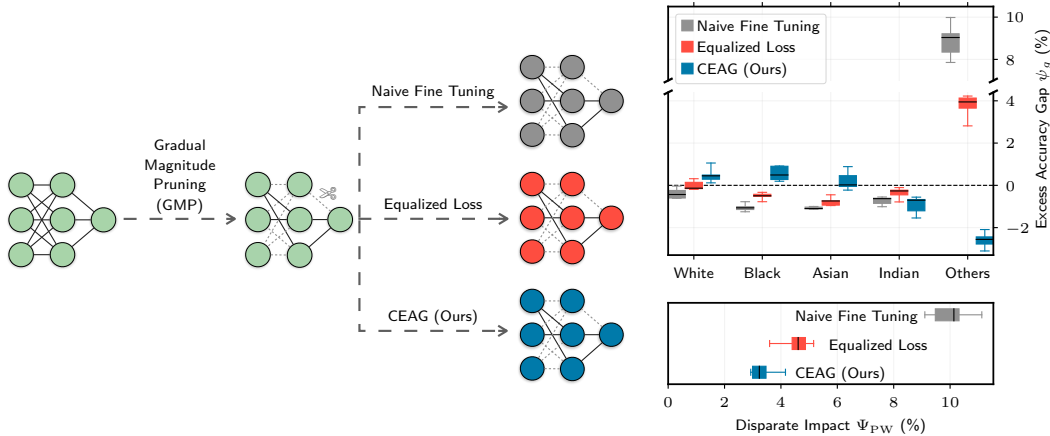 Gradual
Magnitude
Pruning
(GMP)
Naive Fine Tuning
Equalized Loss
CEAG (Ours)
Naive Fine Tuning
Equalized Loss
CEAG (Ours)
10
8
4
2
0
−2
Excess Accuracy Gap ψg (%)
White Black Asian Indian Others
Naive Fine Tuning
Equalized Loss
CEAG (Ours)
0 2 4 6 8 10
Disparate Impact ΨPW (%)